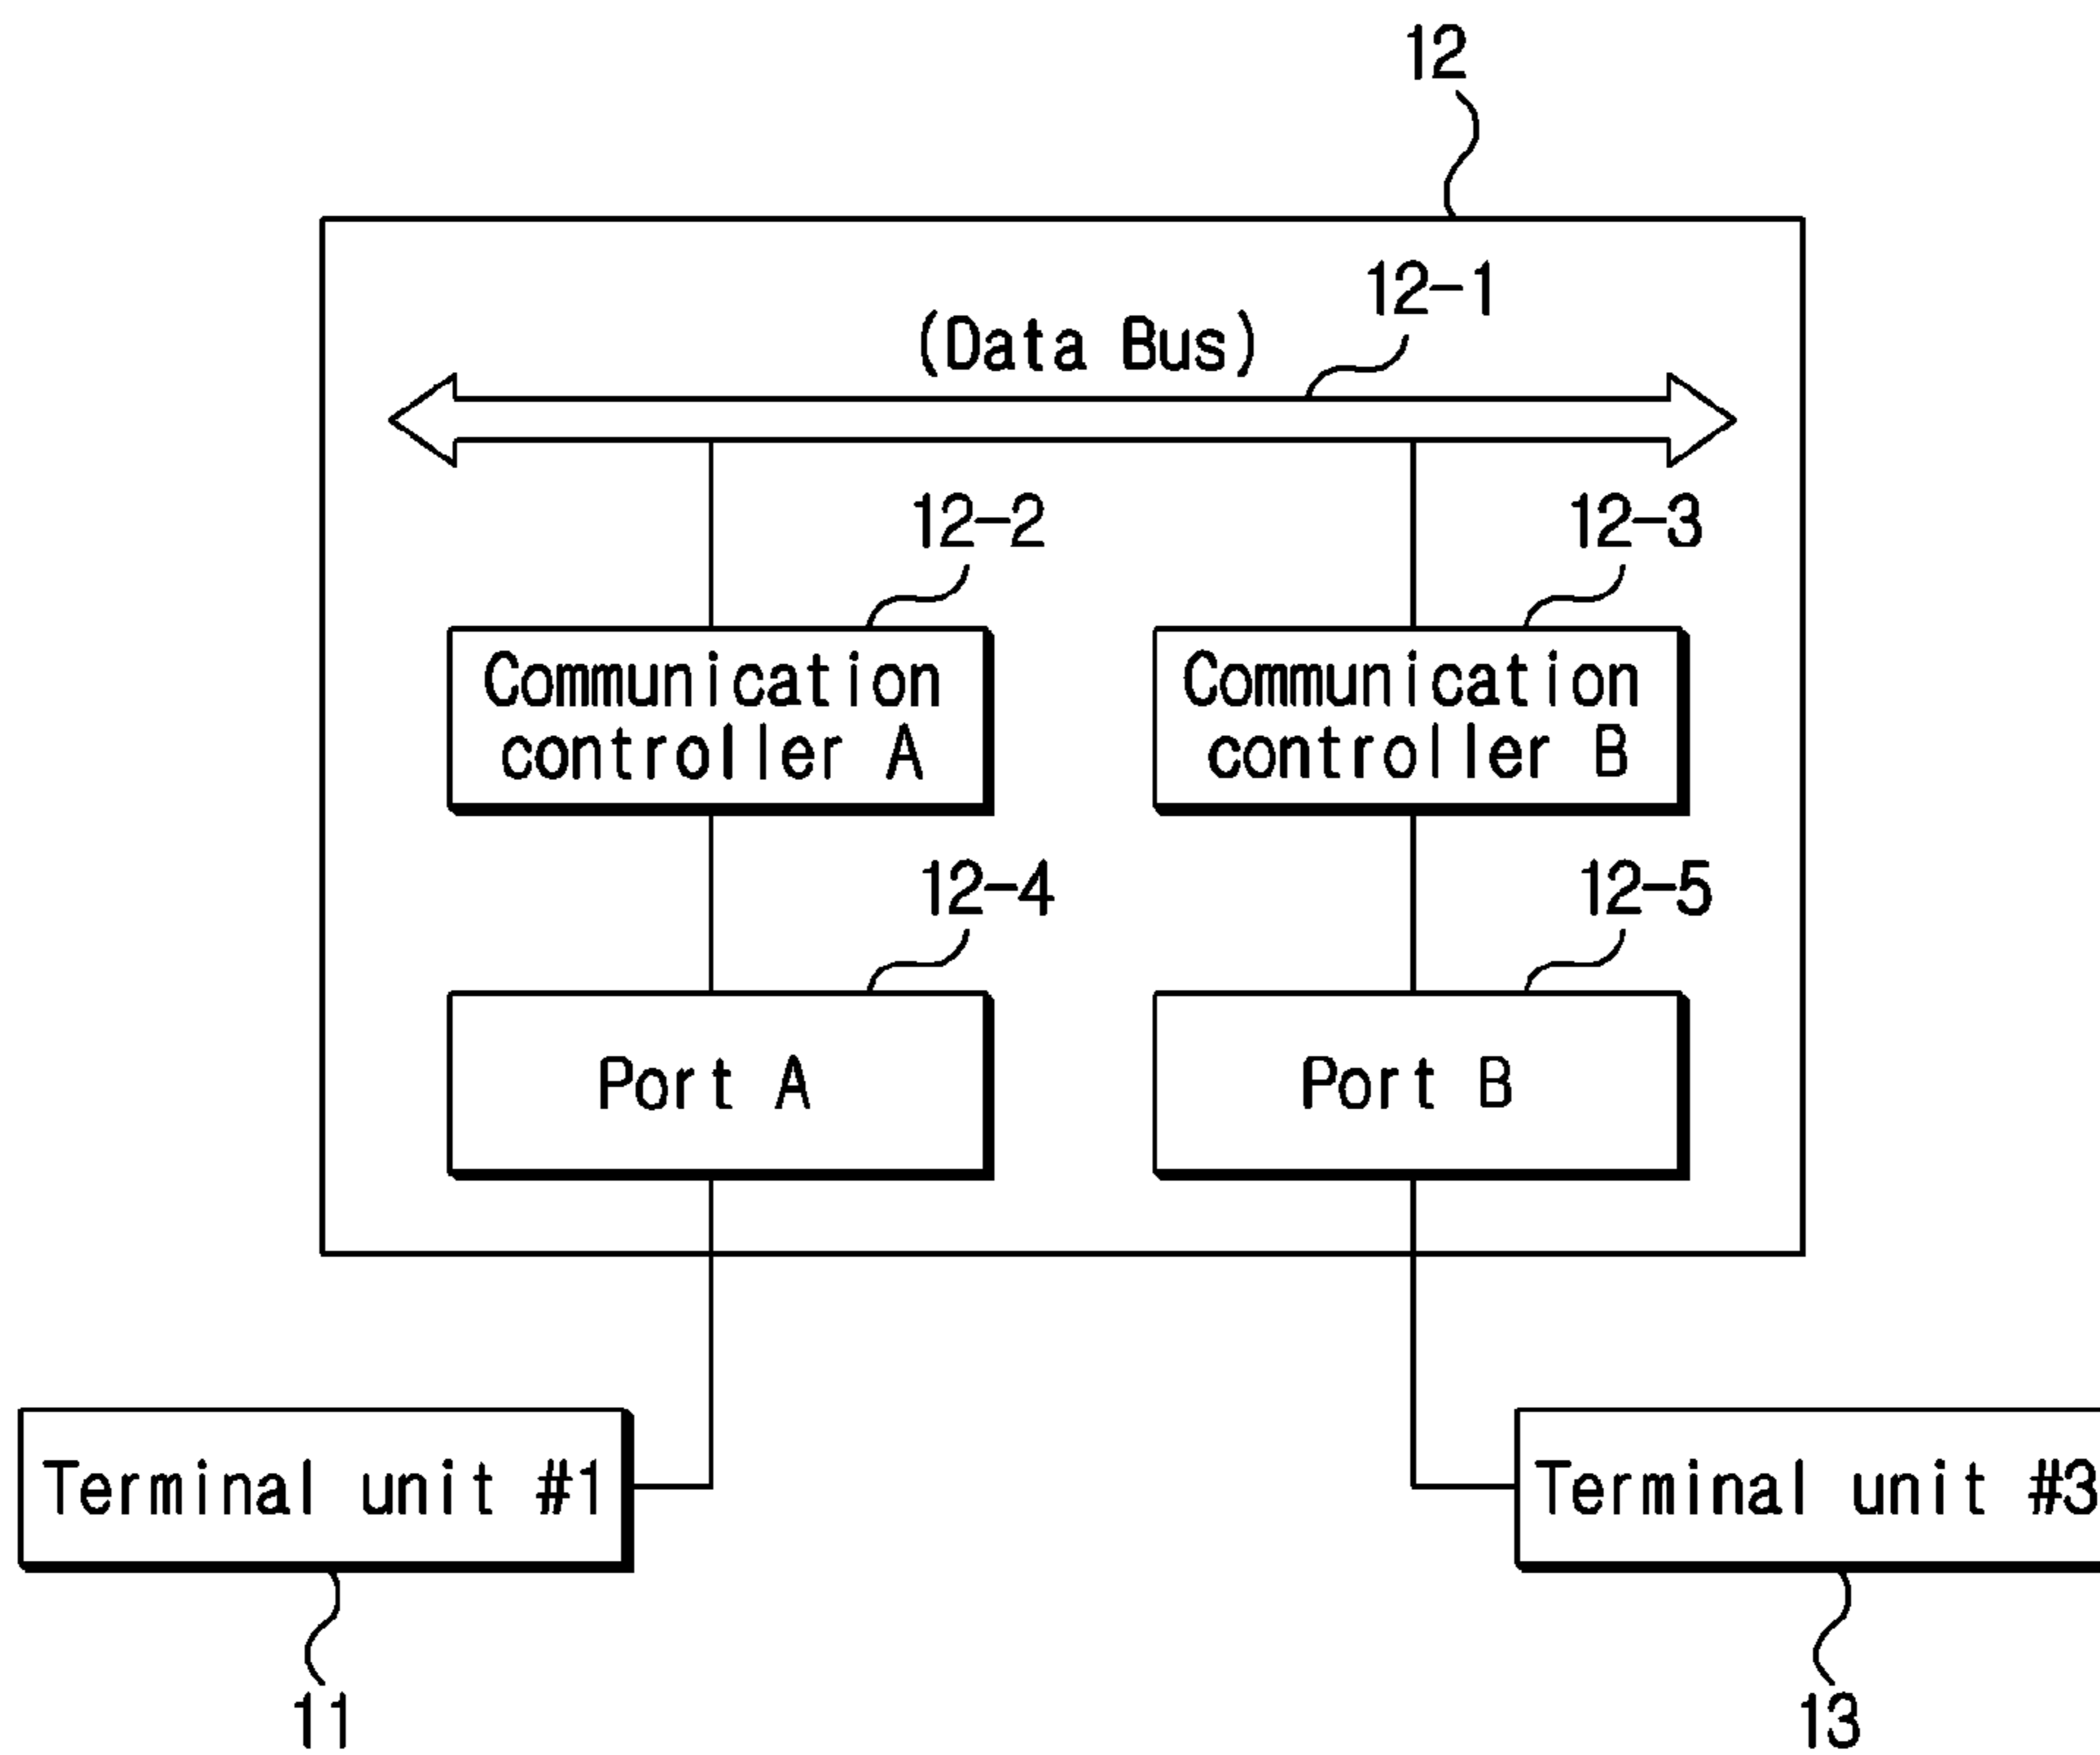 12
12-1
(Data Bus)
12-2
12-3
Communication
controller A
Communication
controller B
12-4
12-5
Port A
Port B
Terminal unit #1
Terminal unit #3
11
13